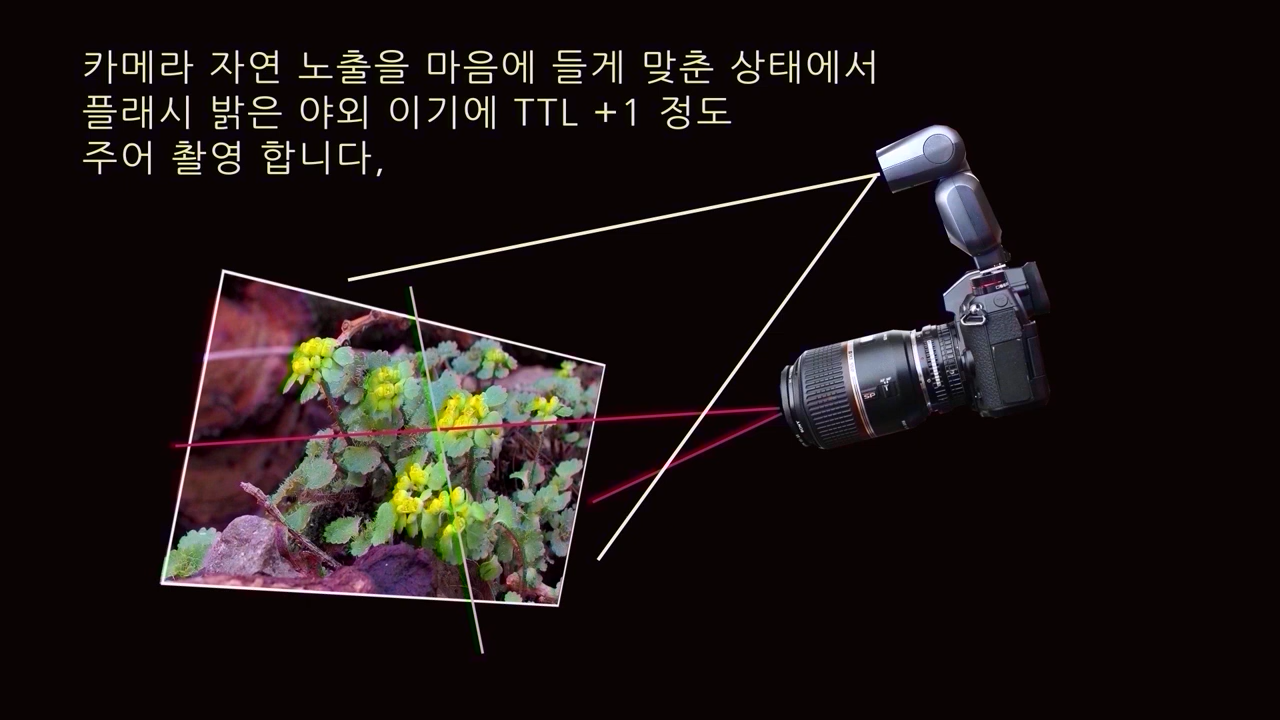 카메라 자연 노출을 마음에 들게 맞춘 상태에서
플래시 밝은 야외 이기에 TTL +1 정도
주어 촬영 합니다,
SP